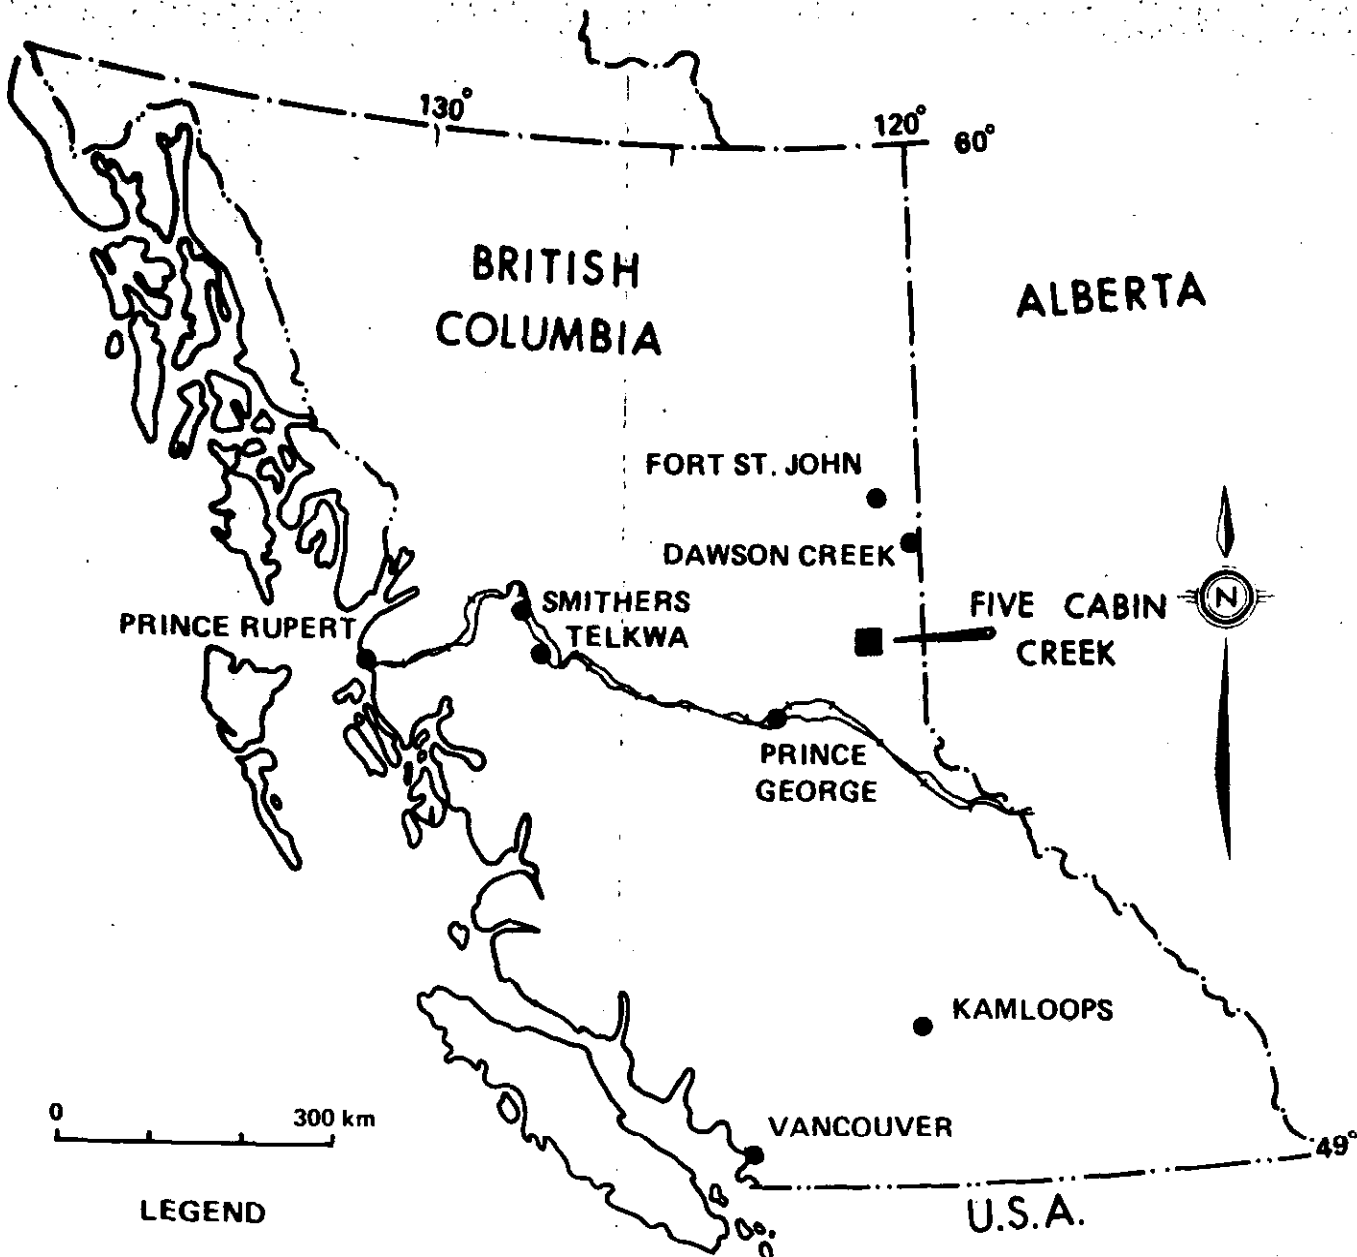 130°
120°
60°
BRITISH
COLUMBIA
ALBERTA
FORT ST. JOHN
DAWSON CREEK
SMITHERS
TELKWA
FIVE CABIN
CREEK
N
PRINCE RUPERT
PRINCE
GEORGE
KAMLOOPS
0
300 km
VANCOUVER
49°
LEGEND
U.S.A.